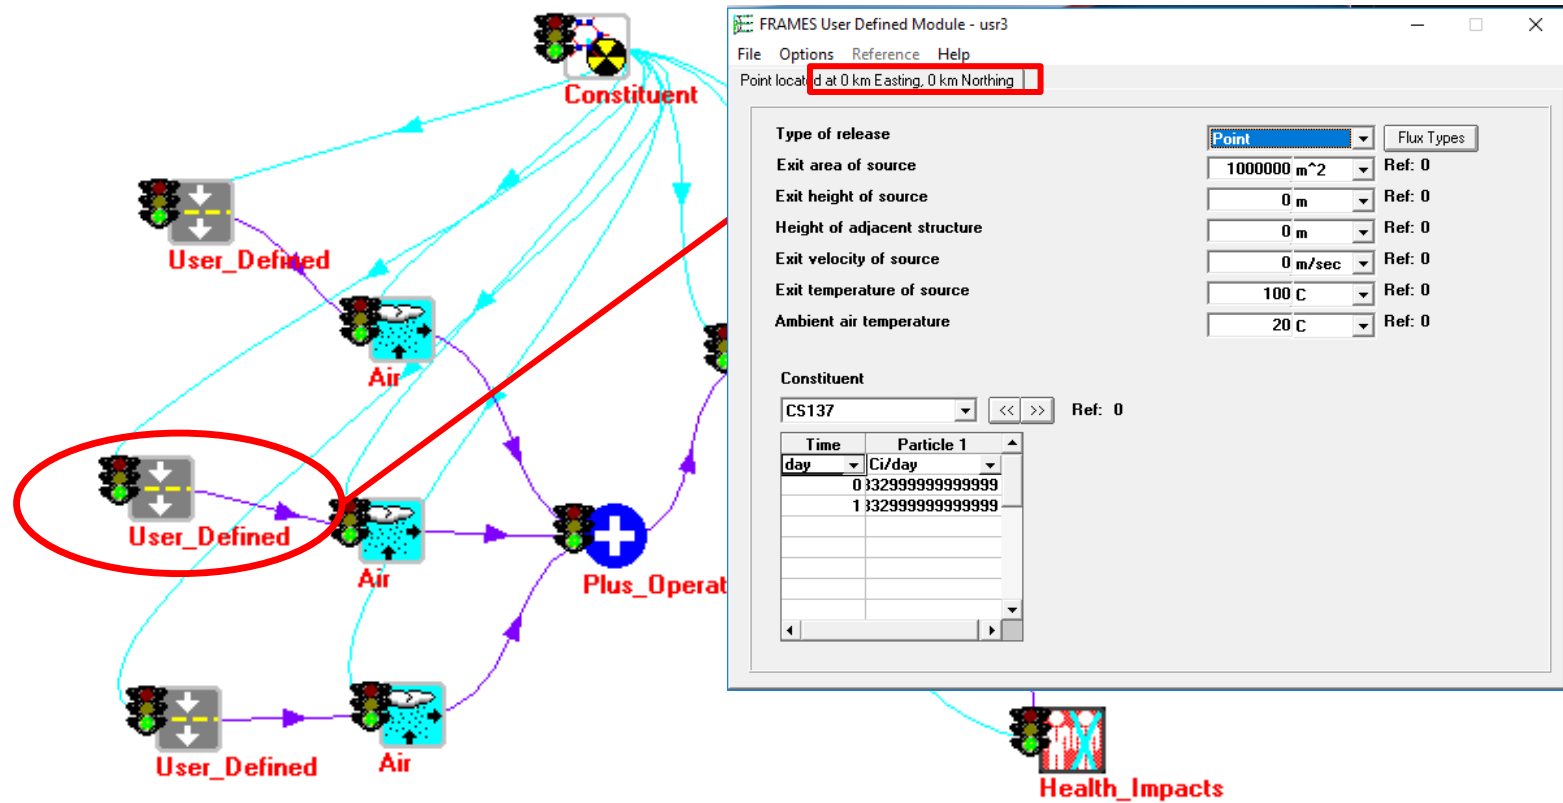 FRAMES User Defined Module - usr3
File Options Reference Help
Point located at 0 km Easting, 0 km Northing
Type of release
Point
Flux Types
Exit area of source
1000000 m^2
Ref: 0
Exit height of source
0 m
Ref: 0
Height of adjacent structure
0 m
Ref: 0
Exit velocity of source
0 m/sec
Ref: 0
Exit temperature of source
100 C
Ref: 0
Ambient air temperature
20 C
Ref: 0
Constituent
CS137
<< >>
Ref: 0
Time Particle 1
day Ci/day
0 332999999999999
1 332999999999999
Constituent
User_Defined
Air
User_Defined
Air
Plus_Operat
User_Defined
Air
Health_Impacts